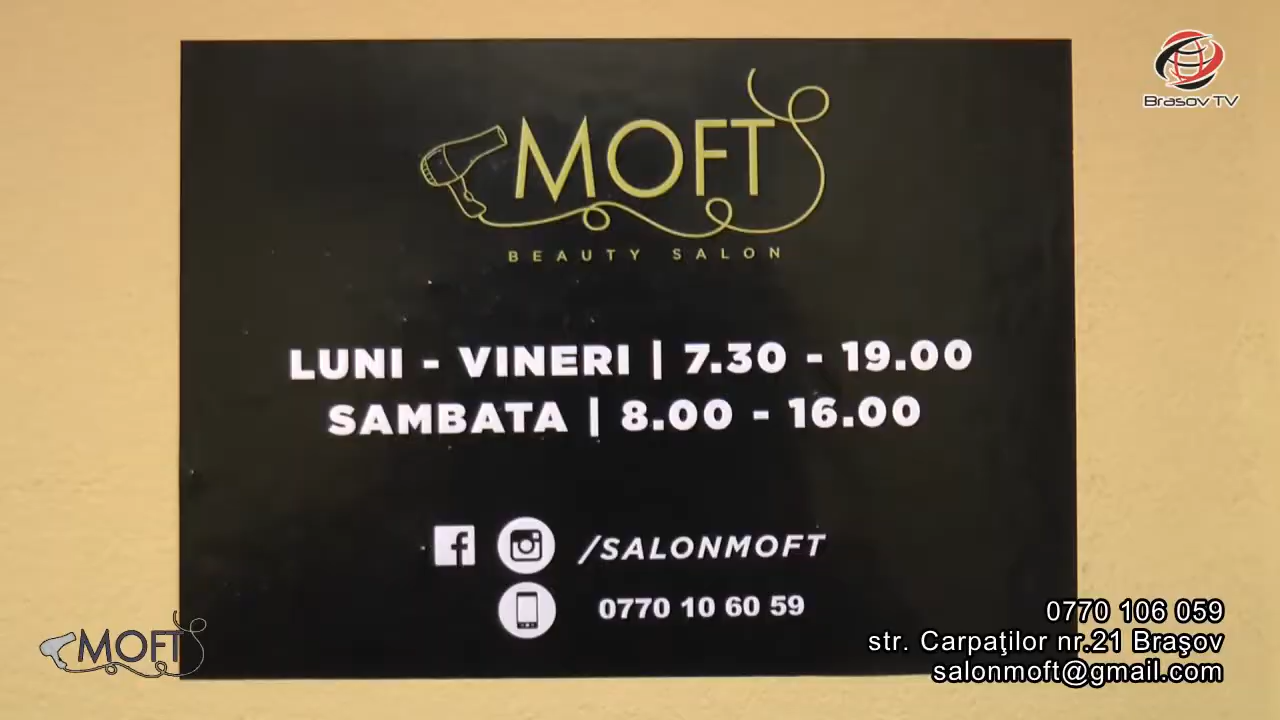 Brasov TV
MOFT
BEAUTY SALON
LUNI - VINERI | 7.30 - 19.00
SAMBATA | 8.00 - 16.00
/SALONMOFT
0770 10 60 59
MOFT
0770 106 059
str. Carpaţilor nr.21 Braşov
salonmoft@gmail.com